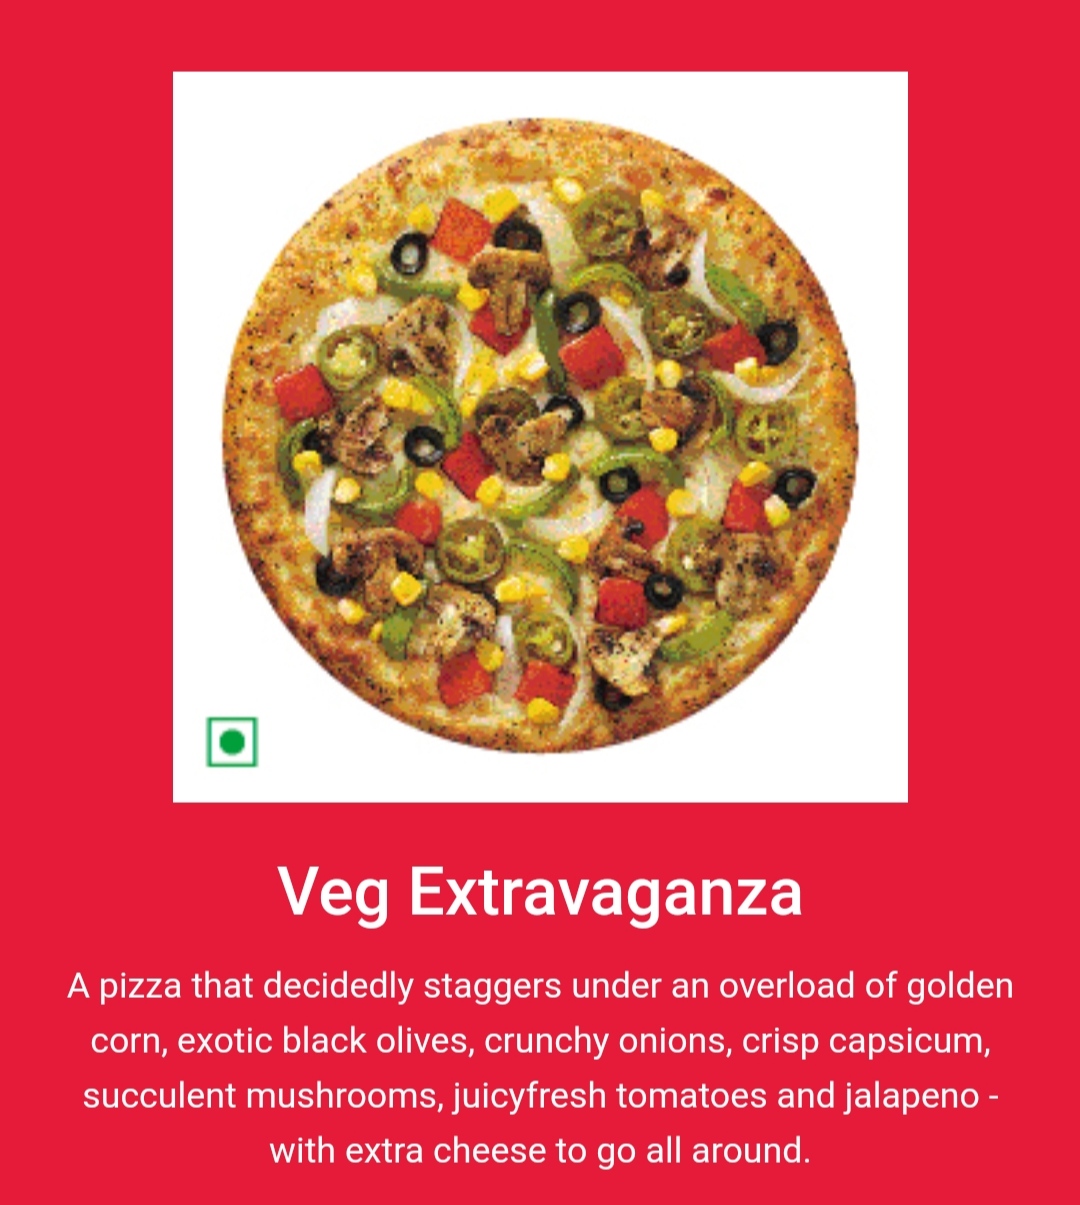 Veg Extravaganza
A pizza that decidedly staggers under an overload of golden
corn, exotic black olives, crunchy onions, crisp capsicum,
succulent mushrooms, juicyfresh tomatoes and jalapeno -
with extra cheese to go all around.